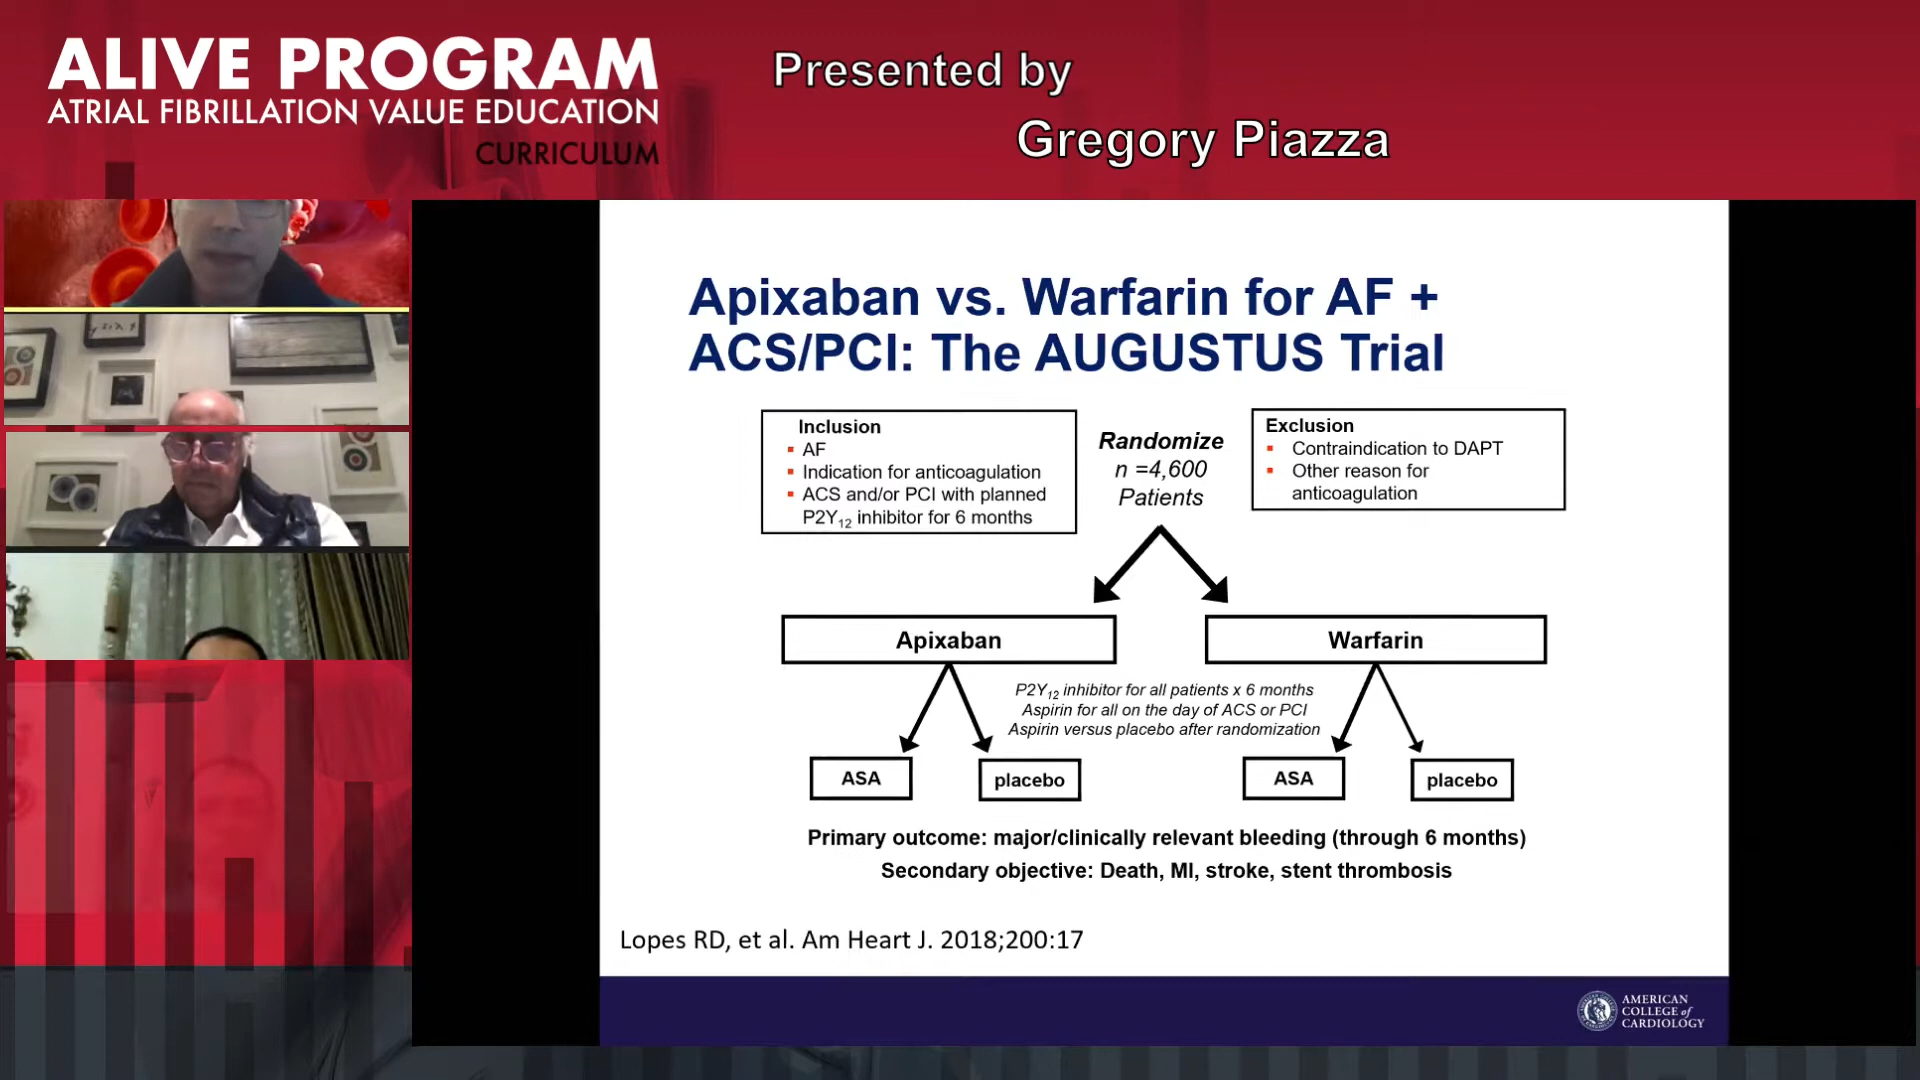 ALIVE PROGRAM
ATRIAL FIBRILLATION VALUE EDUCATION
CURRICULUM
Presented by
Gregory Piazza
Apixaban vs. Warfarin for AF +
ACS/PCI: The AUGUSTUS Trial
Inclusion
▪ AF
▪ Indication for anticoagulation
▪ ACS and/or PCI with planned
P2Y12 inhibitor for 6 months
Randomize
n =4,600
Patients
Exclusion
▪ Contraindication to DAPT
▪ Other reason for
anticoagulation
Apixaban
Warfarin
P2Y12 inhibitor for all patients x 6 months
Aspirin for all on the day of ACS or PCI
Aspirin versus placebo after randomization
ASA
placebo
ASA
placebo
Primary outcome: major/clinically relevant bleeding (through 6 months)
Secondary objective: Death, MI, stroke, stent thrombosis
Lopes RD, et al. Am Heart J. 2018;200:17
AMERICAN
COLLEGE of
CARDIOLOGY